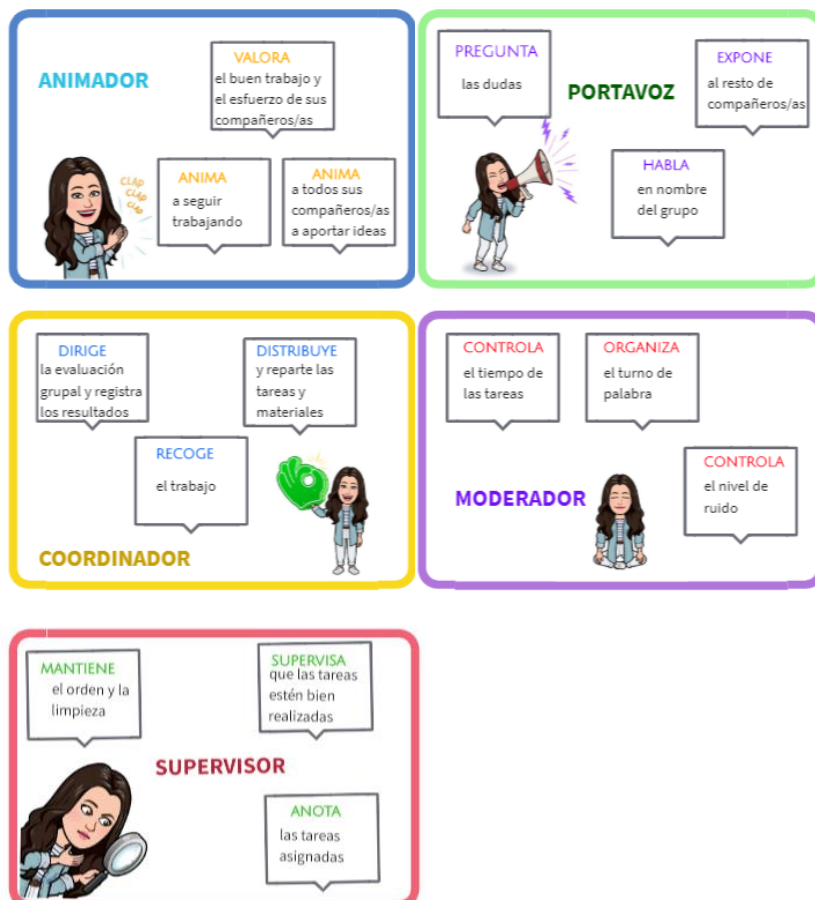 ANIMADOR
VALORA
el buen trabajo y
el esfuerzo de sus
compañeros/as
CLAP
CLAP
CLAP
ANIMA
a seguir
trabajando
ANIMA
a todos sus
compañeros/as
a aportar ideas
PREGUNTA
las dudas
PORTAVOZ
EXPONE
al resto de
compañeros/as
HABLA
en nombre
del grupo
DIRIGE
la evaluación
grupal y registra
los resultados
DISTRIBUYE
y reparte las
tareas y
materiales
RECOGE
el trabajo
COORDINADOR
CONTROLA
el tiempo de
las tareas
ORGANIZA
el turno de
palabra
MODERADOR
CONTROLA
el nivel de
ruido
MANTIENE
el orden y la
limpieza
SUPERVISA
que las tareas
estén bien
realizadas
SUPERVISOR
ANOTA
las tareas
asignadas